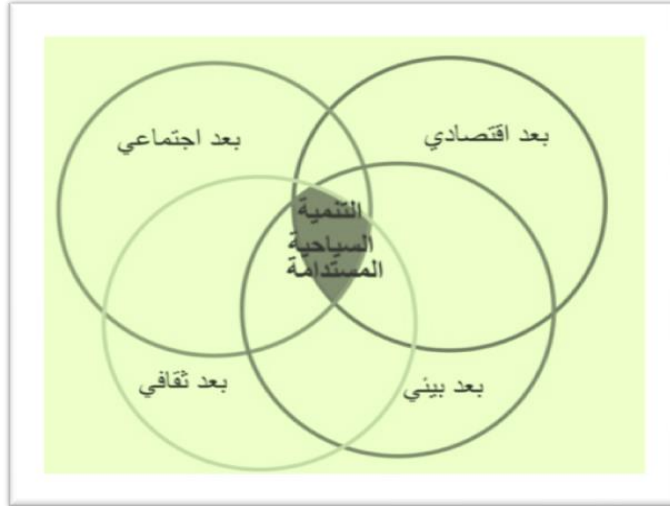 بعد اقتصادي
بعد اجتماعي
التنمية
السياحية
المستدامة
بعد بيئي
بعد ثقافي